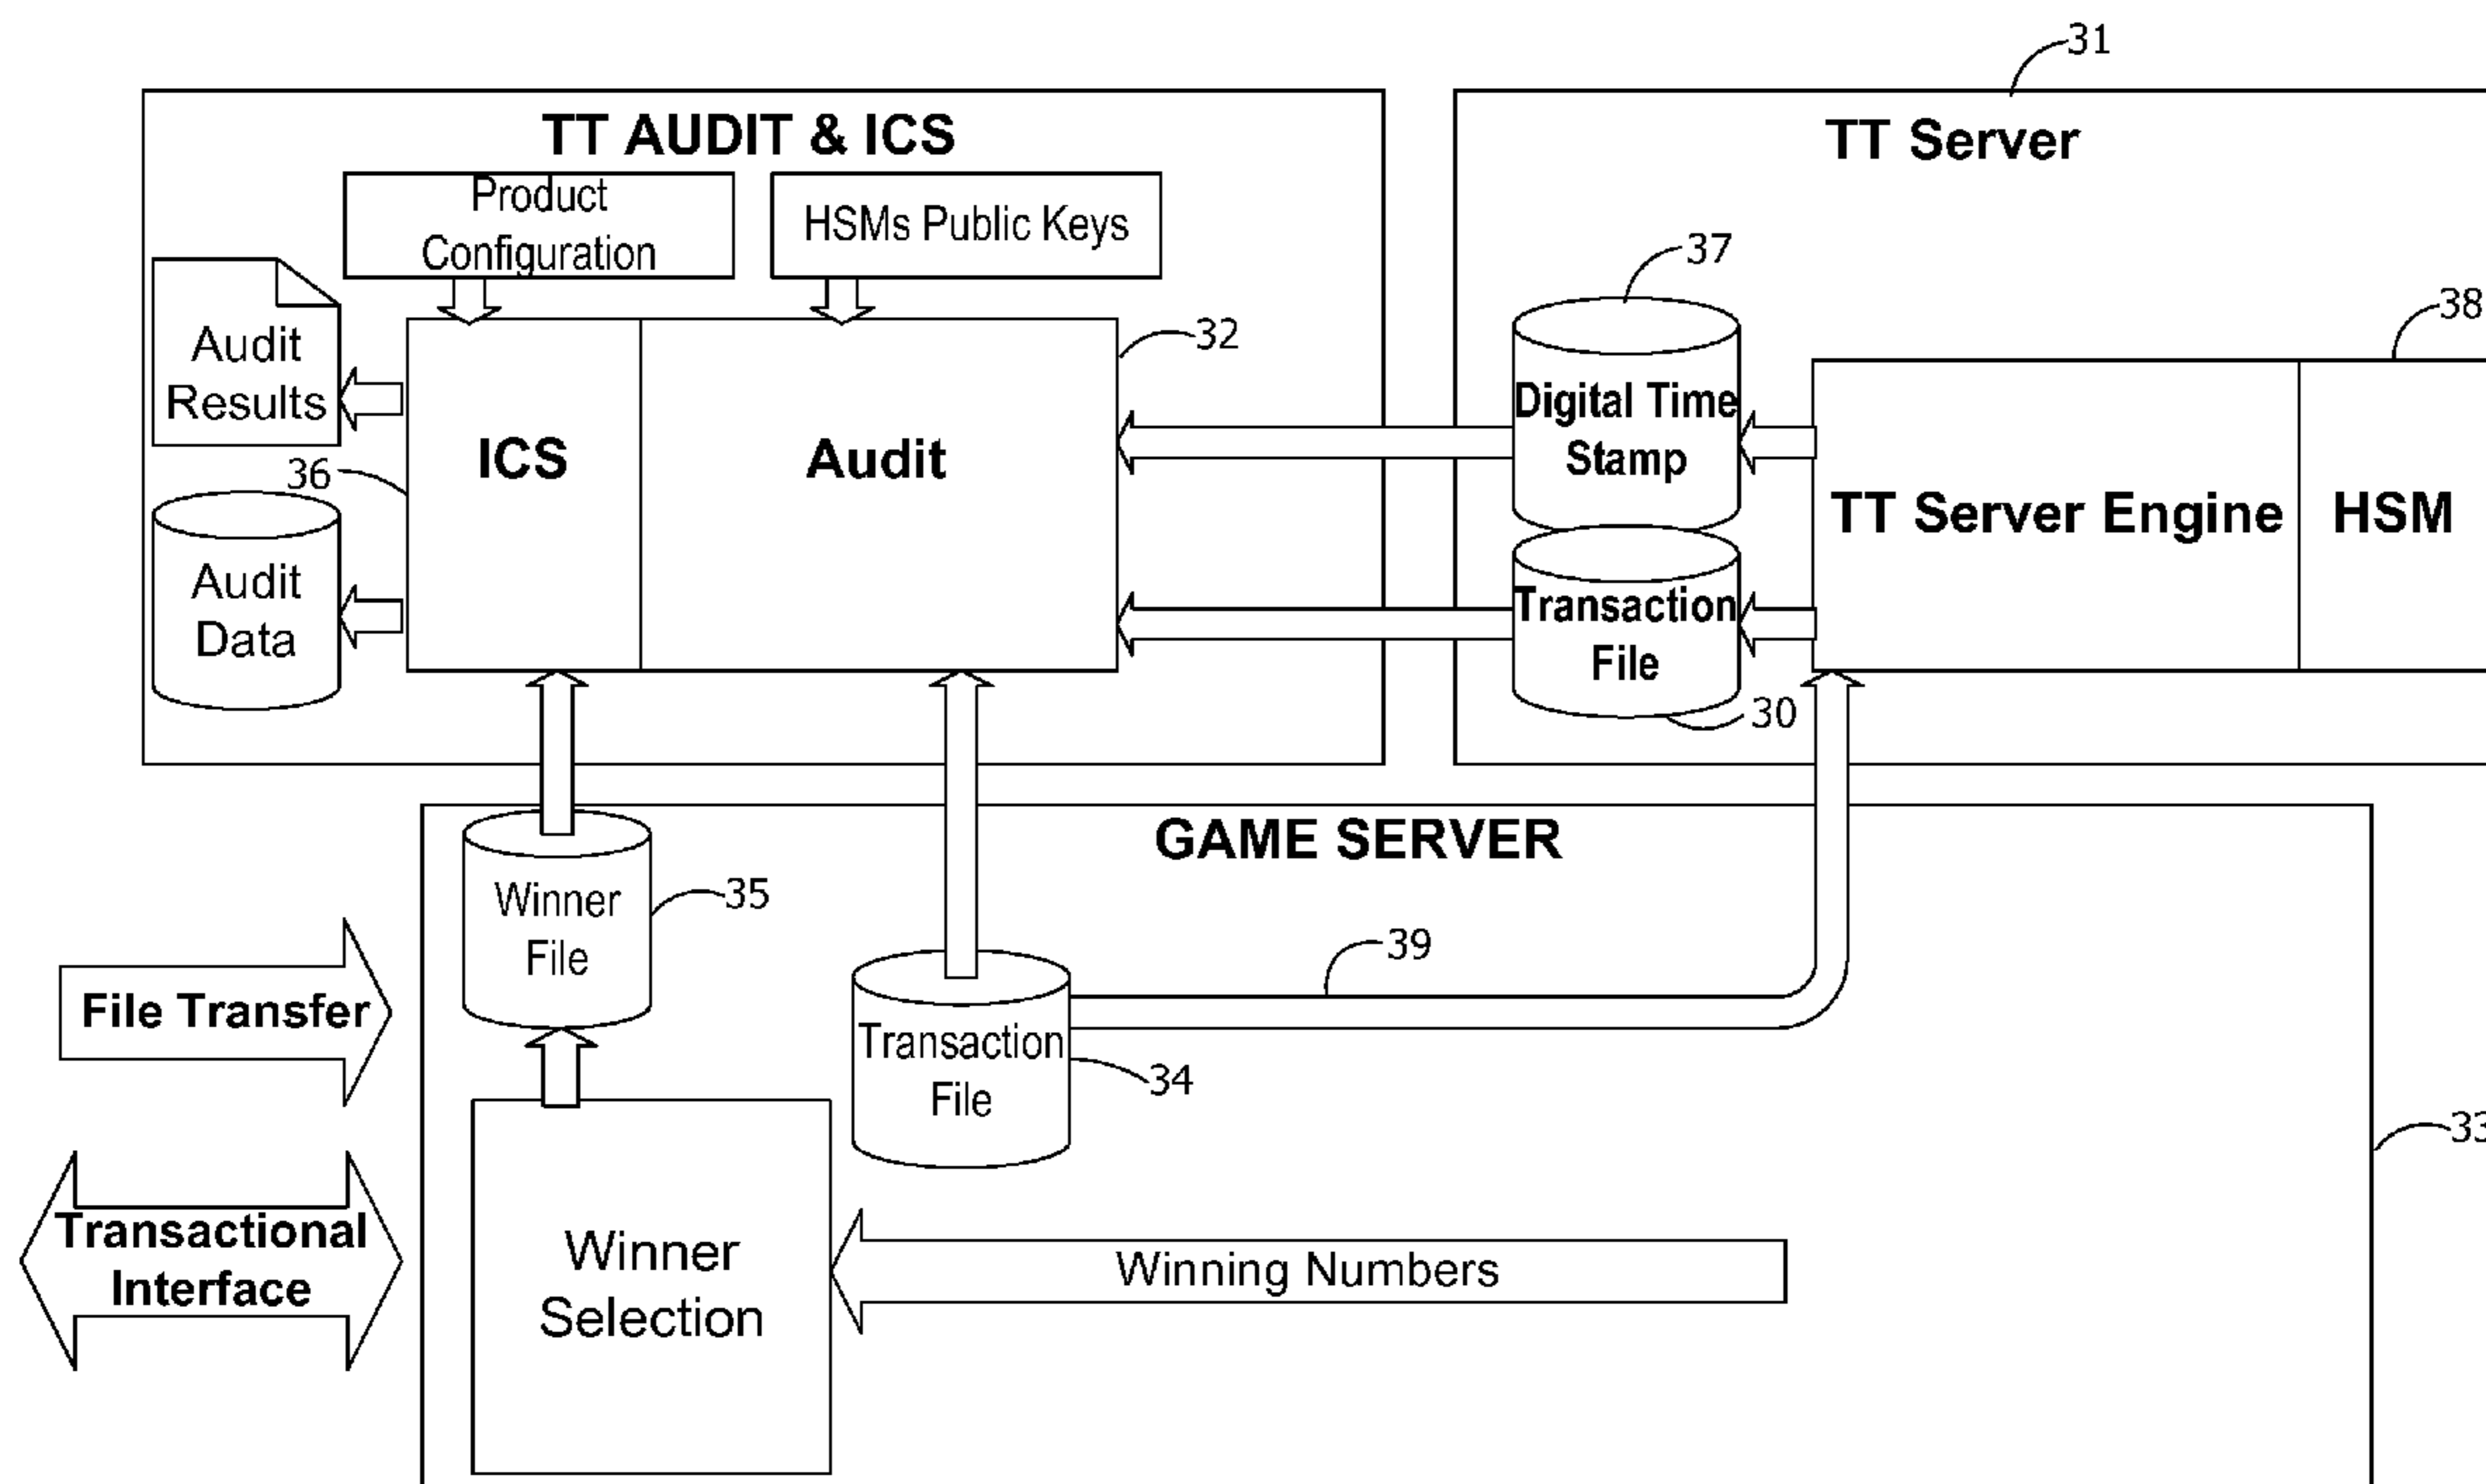 31
TT AUDIT & ICS
TT Server
Product
Configuration
HSMs Public Keys
37
38
Audit
Results
32
Digital Time
Stamp
36
ICS
Audit
TT Server Engine
HSM
Audit
Data
Transaction
File
30
GAME SERVER
Winner
File
35
39
File Transfer
Transaction
File
34
33
Transactional
Interface
Winner
Selection
Winning Numbers